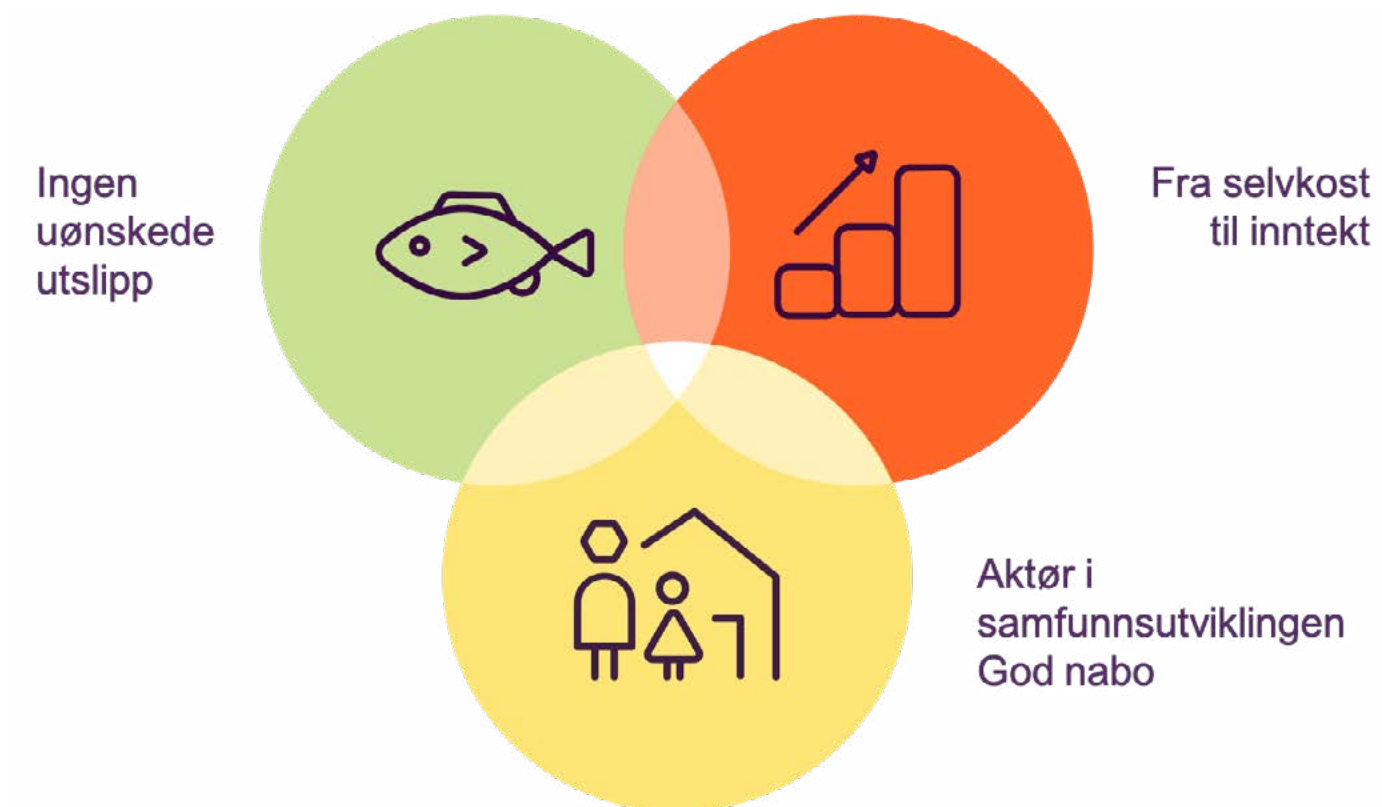 Ingen
uønskede
utslipp
Fra selvkost
til inntekt
Aktør i
samfunnsutviklingen
God nabo